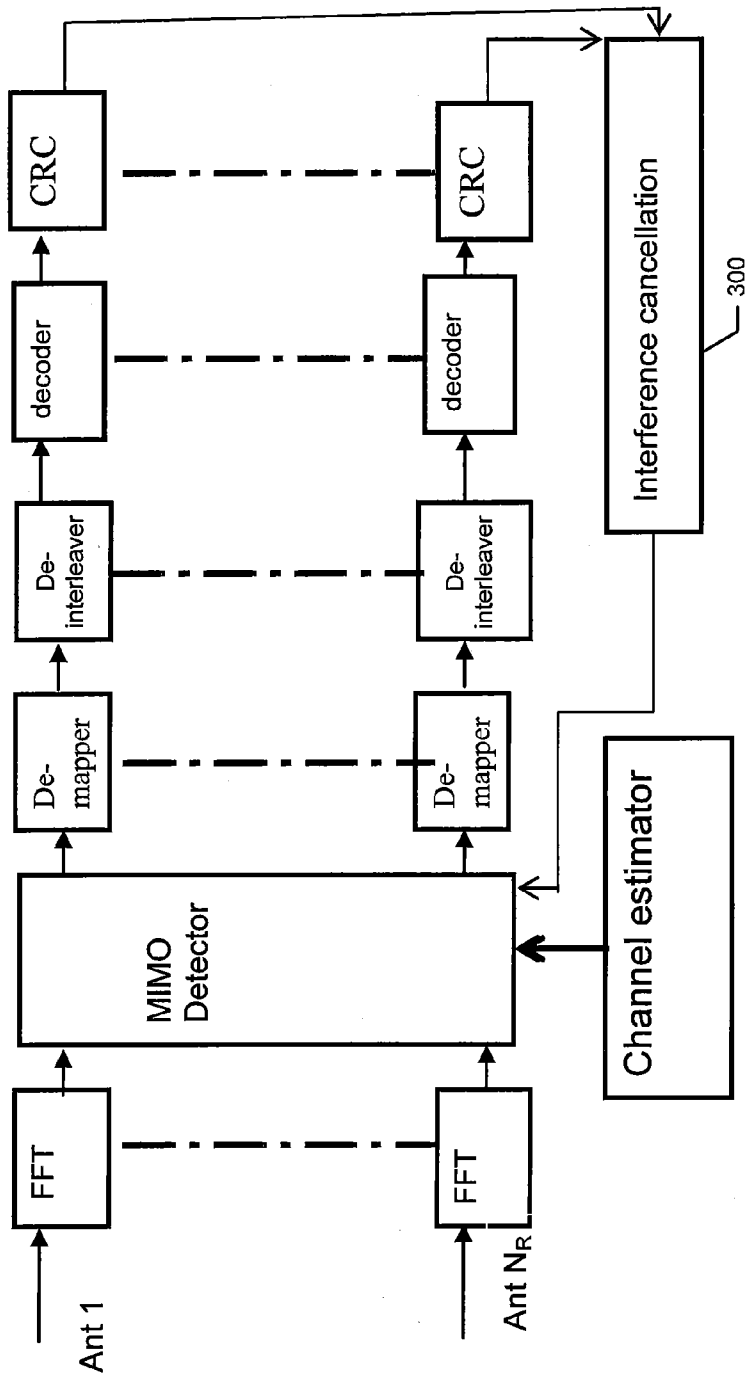 Ant 1
FFT
MIMO
Detector
De-
mapper
De-
interleaver
decoder
CRC
Ant NR
FFT
De-
mapper
De-
interleaver
decoder
CRC
Channel estimator
Interference cancellation
300